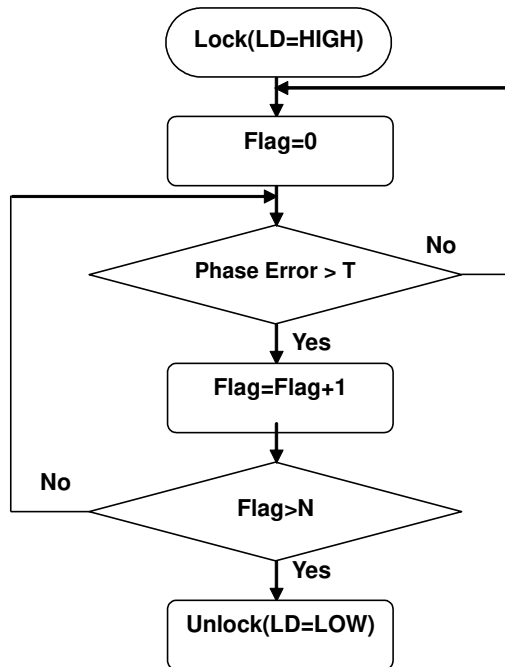 Lock(LD=HIGH)
Flag=0
Phase Error > T
No
Yes
Flag=Flag+1
Flag>N
No
Yes
Unlock(LD=LOW)